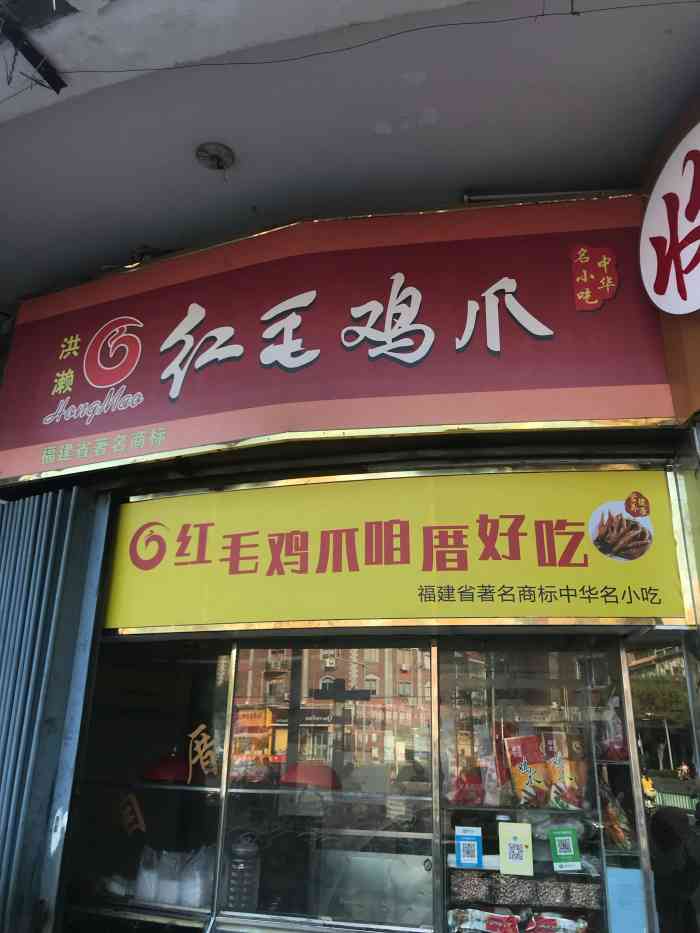 洪濑
HongMao
红毛鸡爪
中华
名小吃
福建省著名商标
临
红毛鸡爪咱厝好吃
福建省著名商标中华名小吃
厝